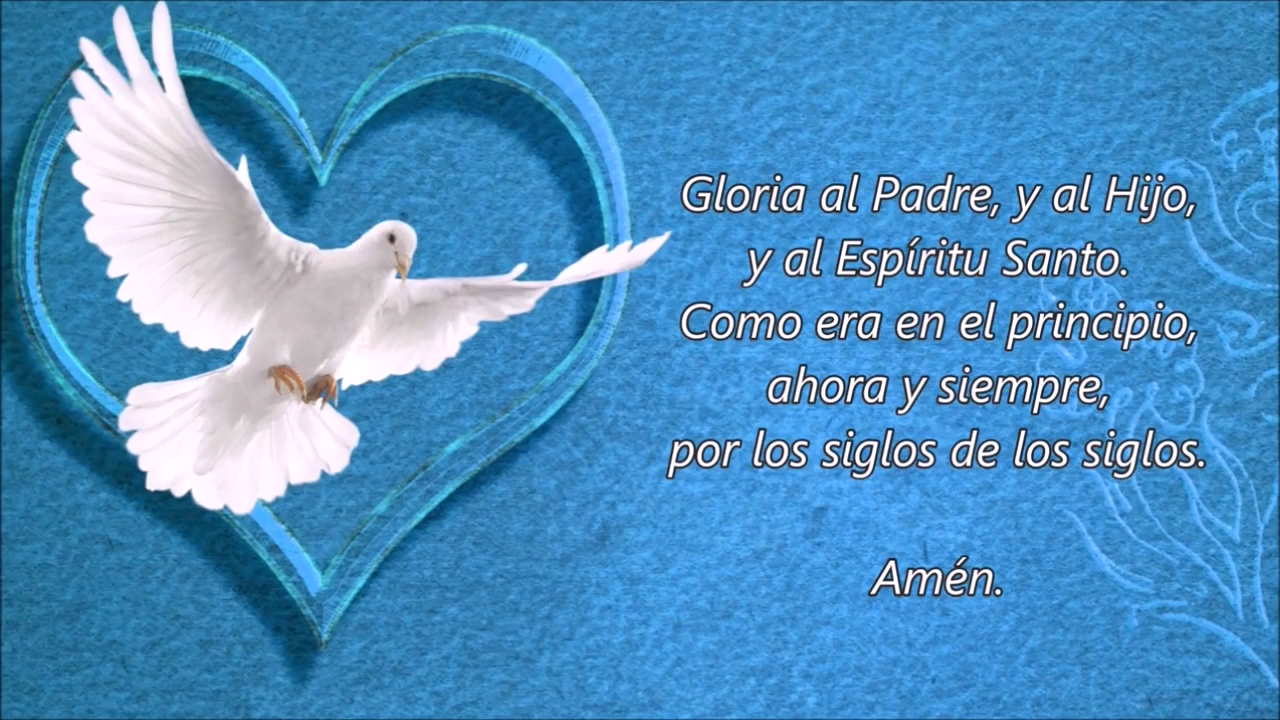 Gloria al Padre, y al Hijo,
y al Espíritu Santo.
Como era en el principio,
ahora y siempre,
por los siglos de los siglos.
Amén.